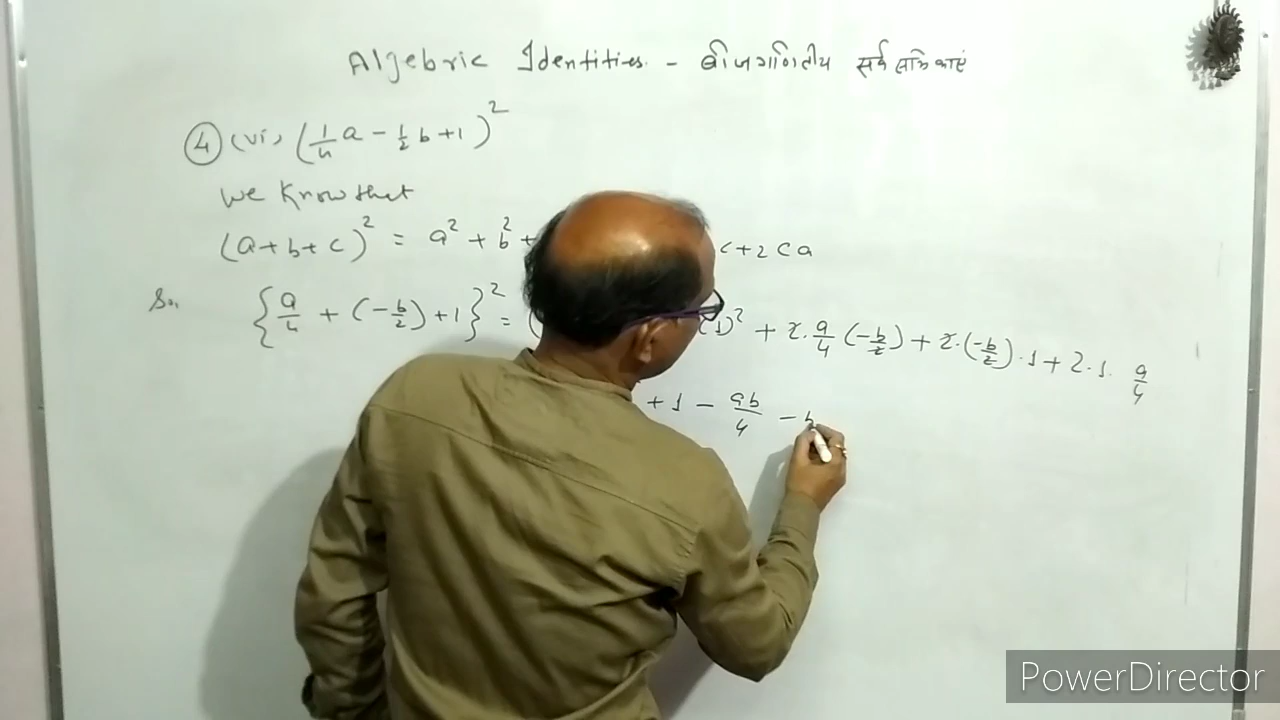 Algebric Identities - बीजगणितीय सर्वसमिकाएं
4 (vi) (1/4 a - 1/2 b + 1)²
We know that
(a+b+c)² = a² + b² + c + 2ca
So, {a/4 + (-b/2) + 1}² = ( (1)² + 2·a/4 (-b/2) + 2·(-b/2)·1 + 2·1· a/4
+ 1 - ab/4 - b
PowerDirector